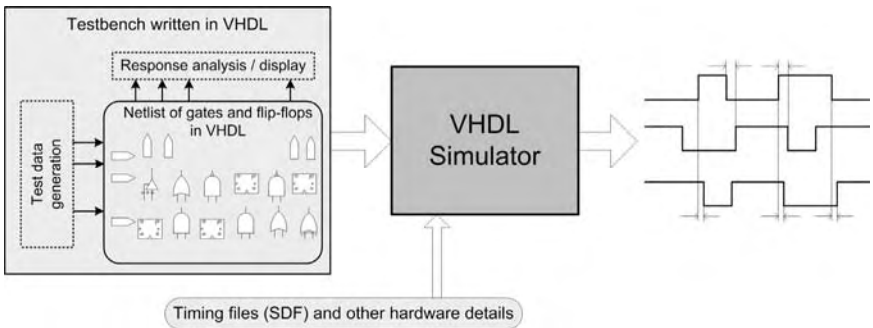 Testbench written in VHDL
Response analysis / display
Netlist of gates and flip-flops
in VHDL
Test data
generation
VHDL
Simulator
Timing files (SDF) and other hardware details